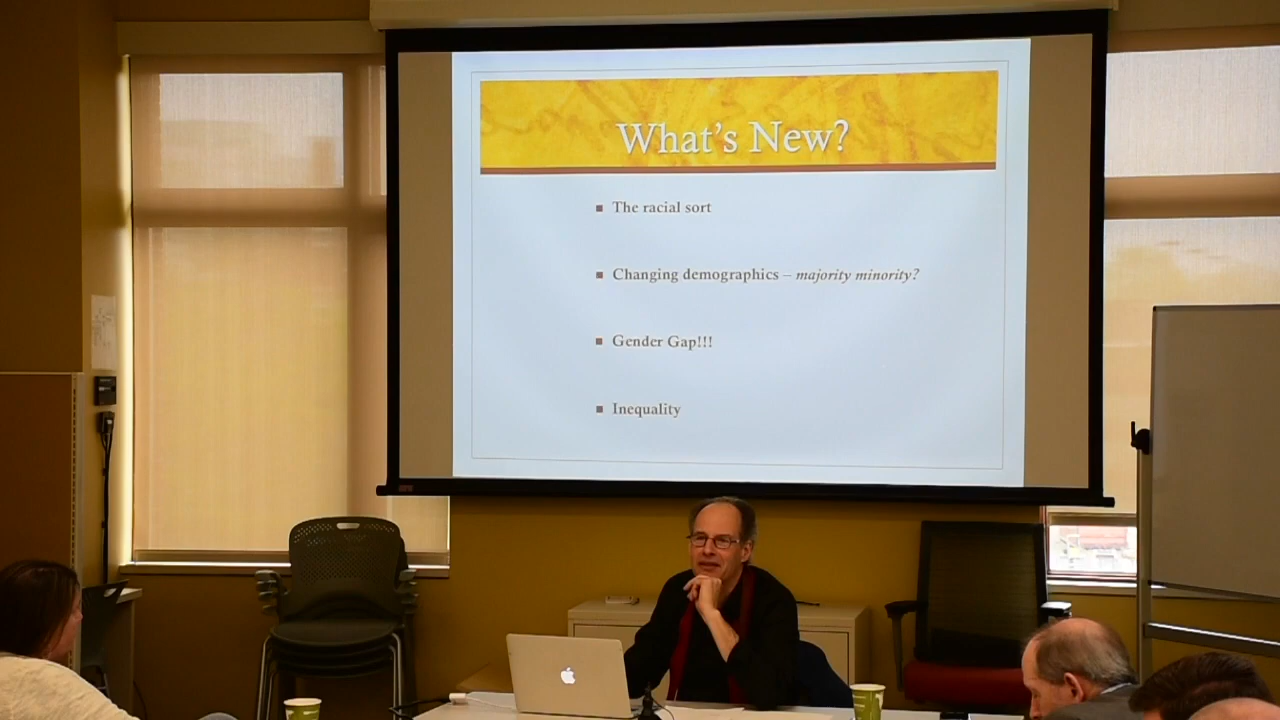 What's New?
The racial sort
Changing demographics – majority minority?
Gender Gap!!!
Inequality